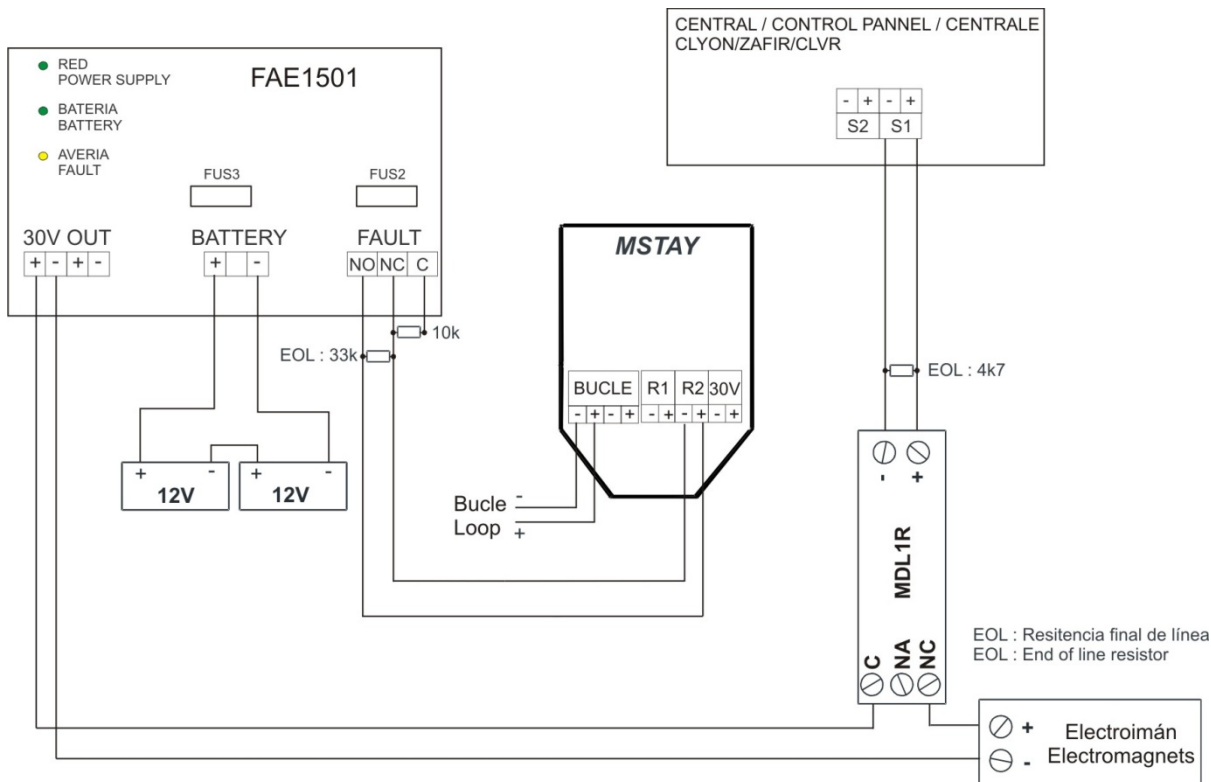 CENTRAL / CONTROL PANNEL / CENTRALE
CLYON/ZAFIR/CLVR
- + - +
S2 S1
RED
POWER SUPPLY
BATERIA
BATTERY
AVERIA
FAULT
FAE1501
FUS3
FUS2
30V OUT
+ - + -
BATTERY
+ -
FAULT
NO NC C
10k
EOL : 33k
+ - 12V
+ - 12V
MSTAY
BUCLE R1 R2 30V
- + - + - + - + - +
Bucle -
Loop +
EOL : 4k7
- +
MDL1R
C NA NC
EOL : Resitencia final de línea
EOL : End of line resistor
+ Electroimán
- Electromagnets